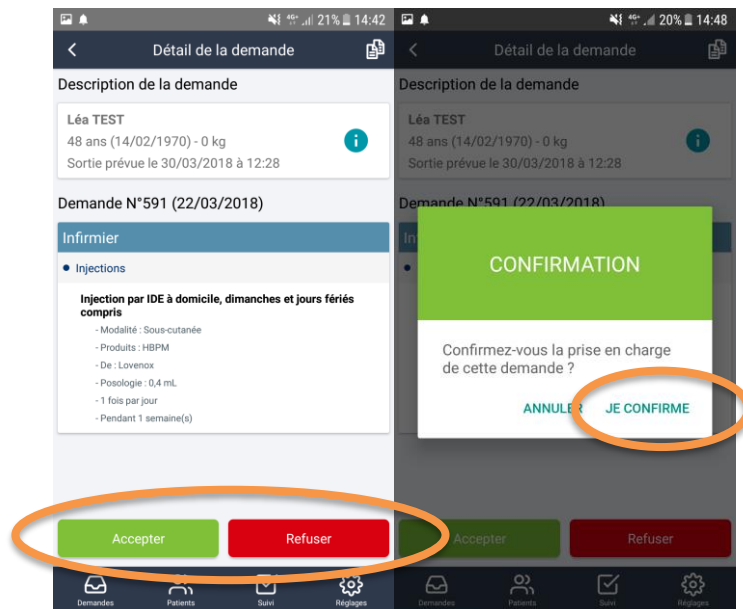 21% 14:42
Détail de la demande
Description de la demande
Léa TEST
48 ans (14/02/1970) - 0 kg
Sortie prévue le 30/03/2018 à 12:28
Demande N°591 (22/03/2018)
Infirmier
Injections
Injection par IDE à domicile, dimanches et jours fériés
compris
- Modalité : Sous-cutanée
- Produits : HBPM
- De : Lovenox
- Posologie : 0,4 mL
- 1 fois par jour
- Pendant 1 semaine(s)
Accepter
Refuser
Demandes
Patients
Suivi
Réglages
20% 14:48
Détail de la demande
Description de la demande
Léa TEST
48 ans (14/02/1970) - 0 kg
Sortie prévue le 30/03/2018 à 12:28
Demande N°591 (22/03/2018)
In
CONFIRMATION
Confirmez-vous la prise en charge
de cette demande ?
ANNULER JE CONFIRME
Accepter
Refuser
Demandes
Patients
Suivi
Réglages